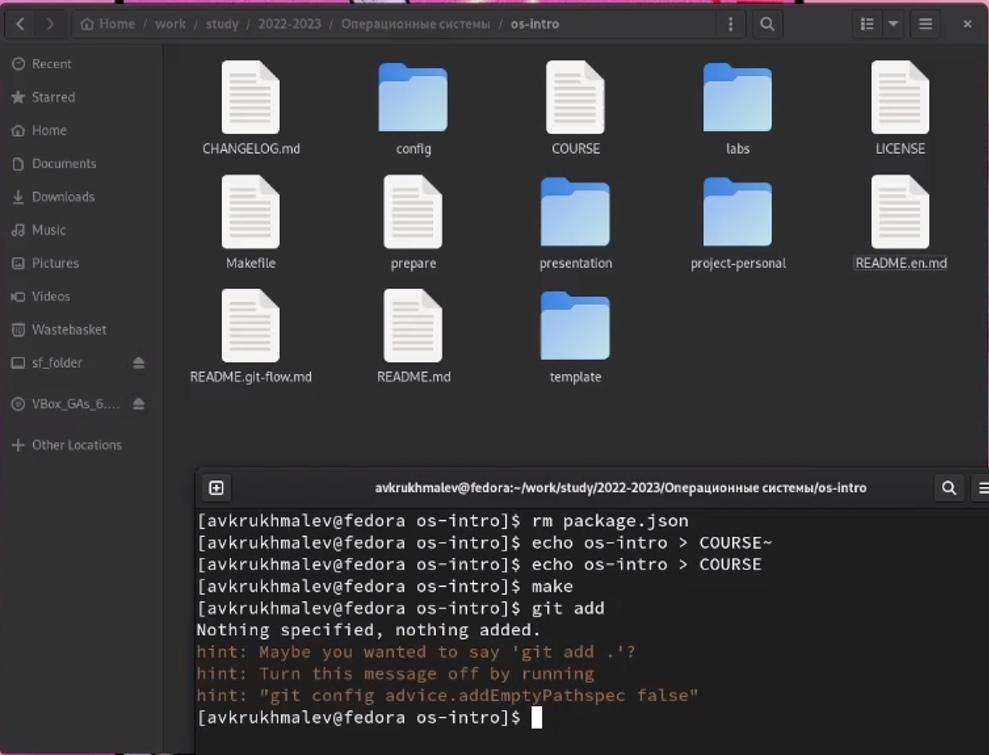 Home / work / study / 2022-2023 / Операционные системы / os-intro
Recent
Starred
Home
Documents
Downloads
Music
Pictures
Videos
Wastebasket
sf_folder
VBox_GAs_6....
Other Locations
CHANGELOG.md config COURSE labs LICENSE
Makefile prepare presentation project-personal README.en.md
README.git-flow.md README.md template
avkrukhmalev@fedora:~/work/study/2022-2023/Операционные системы/os-intro
[avkrukhmalev@fedora os-intro]$ rm package.json
[avkrukhmalev@fedora os-intro]$ echo os-intro > COURSE~
[avkrukhmalev@fedora os-intro]$ echo os-intro > COURSE
[avkrukhmalev@fedora os-intro]$ make
[avkrukhmalev@fedora os-intro]$ git add
Nothing specified, nothing added.
hint: Maybe you wanted to say 'git add .'?
hint: Turn this message off by running
hint: "git config advice.addEmptyPathspec false"
[avkrukhmalev@fedora os-intro]$